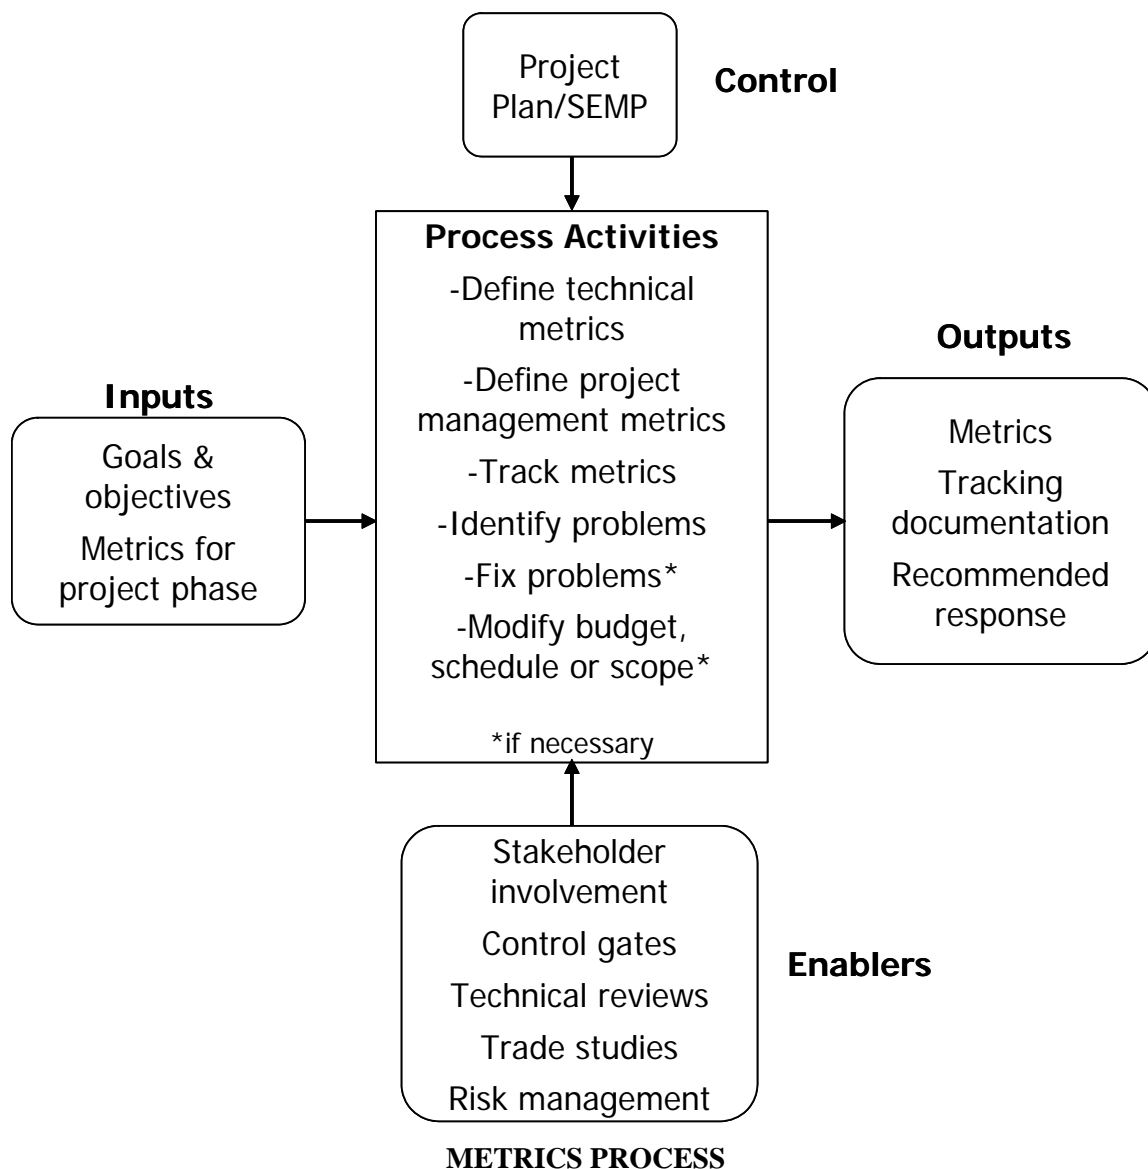 Project
Plan/SEMP
Control
Process Activities
-Define technical
metrics
-Define project
management metrics
-Track metrics
-Identify problems
-Fix problems*
-Modify budget,
schedule or scope*
*if necessary
Inputs
Goals &
objectives
Metrics for
project phase
Outputs
Metrics
Tracking
documentation
Recommended
response
Stakeholder
involvement
Control gates
Technical reviews
Trade studies
Risk management
Enablers
METRICS PROCESS